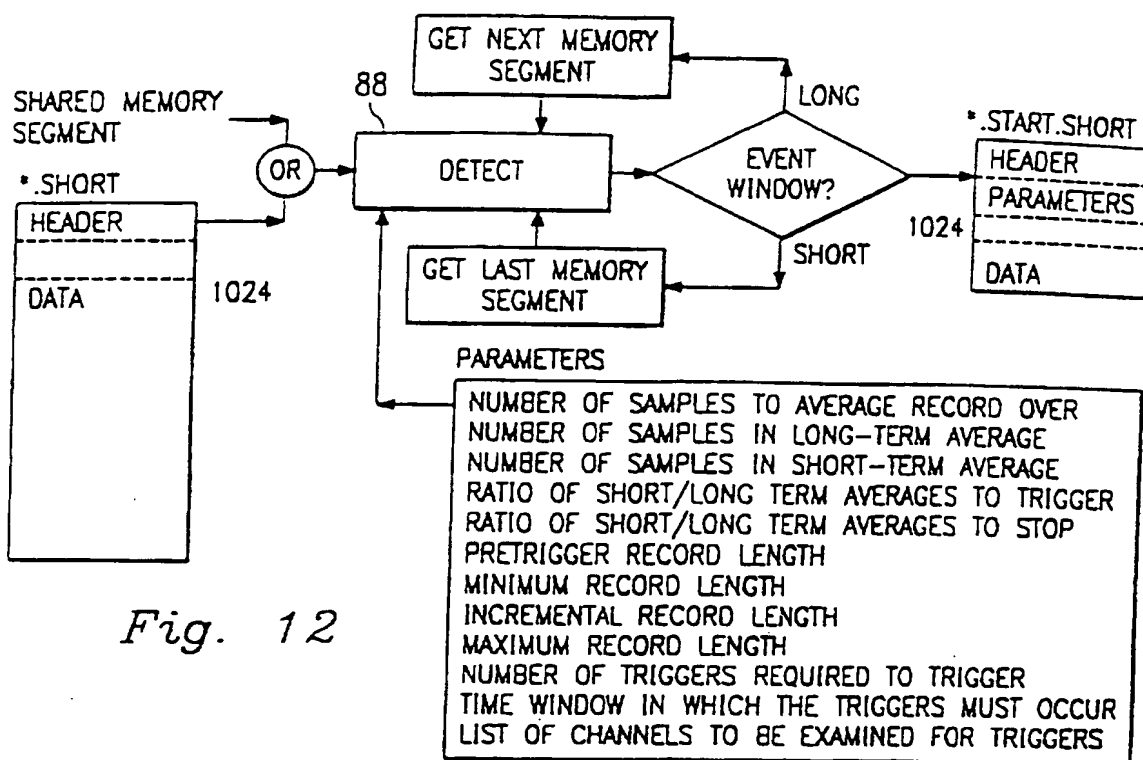 GET NEXT MEMORY
SEGMENT
88
LONG
SHARED MEMORY
SEGMENT
*.START.SHORT
HEADER
PARAMETERS
1024
DATA
OR
DETECT
EVENT
WINDOW?
*.SHORT
HEADER
1024
DATA
SHORT
GET LAST MEMORY
SEGMENT
PARAMETERS
NUMBER OF SAMPLES TO AVERAGE RECORD OVER
NUMBER OF SAMPLES IN LONG-TERM AVERAGE
NUMBER OF SAMPLES IN SHORT-TERM AVERAGE
RATIO OF SHORT/LONG TERM AVERAGES TO TRIGGER
RATIO OF SHORT/LONG TERM AVERAGES TO STOP
PRETRIGGER RECORD LENGTH
MINIMUM RECORD LENGTH
INCREMENTAL RECORD LENGTH
MAXIMUM RECORD LENGTH
NUMBER OF TRIGGERS REQUIRED TO TRIGGER
TIME WINDOW IN WHICH THE TRIGGERS MUST OCCUR
LIST OF CHANNELS TO BE EXAMINED FOR TRIGGERS
Fig. 12